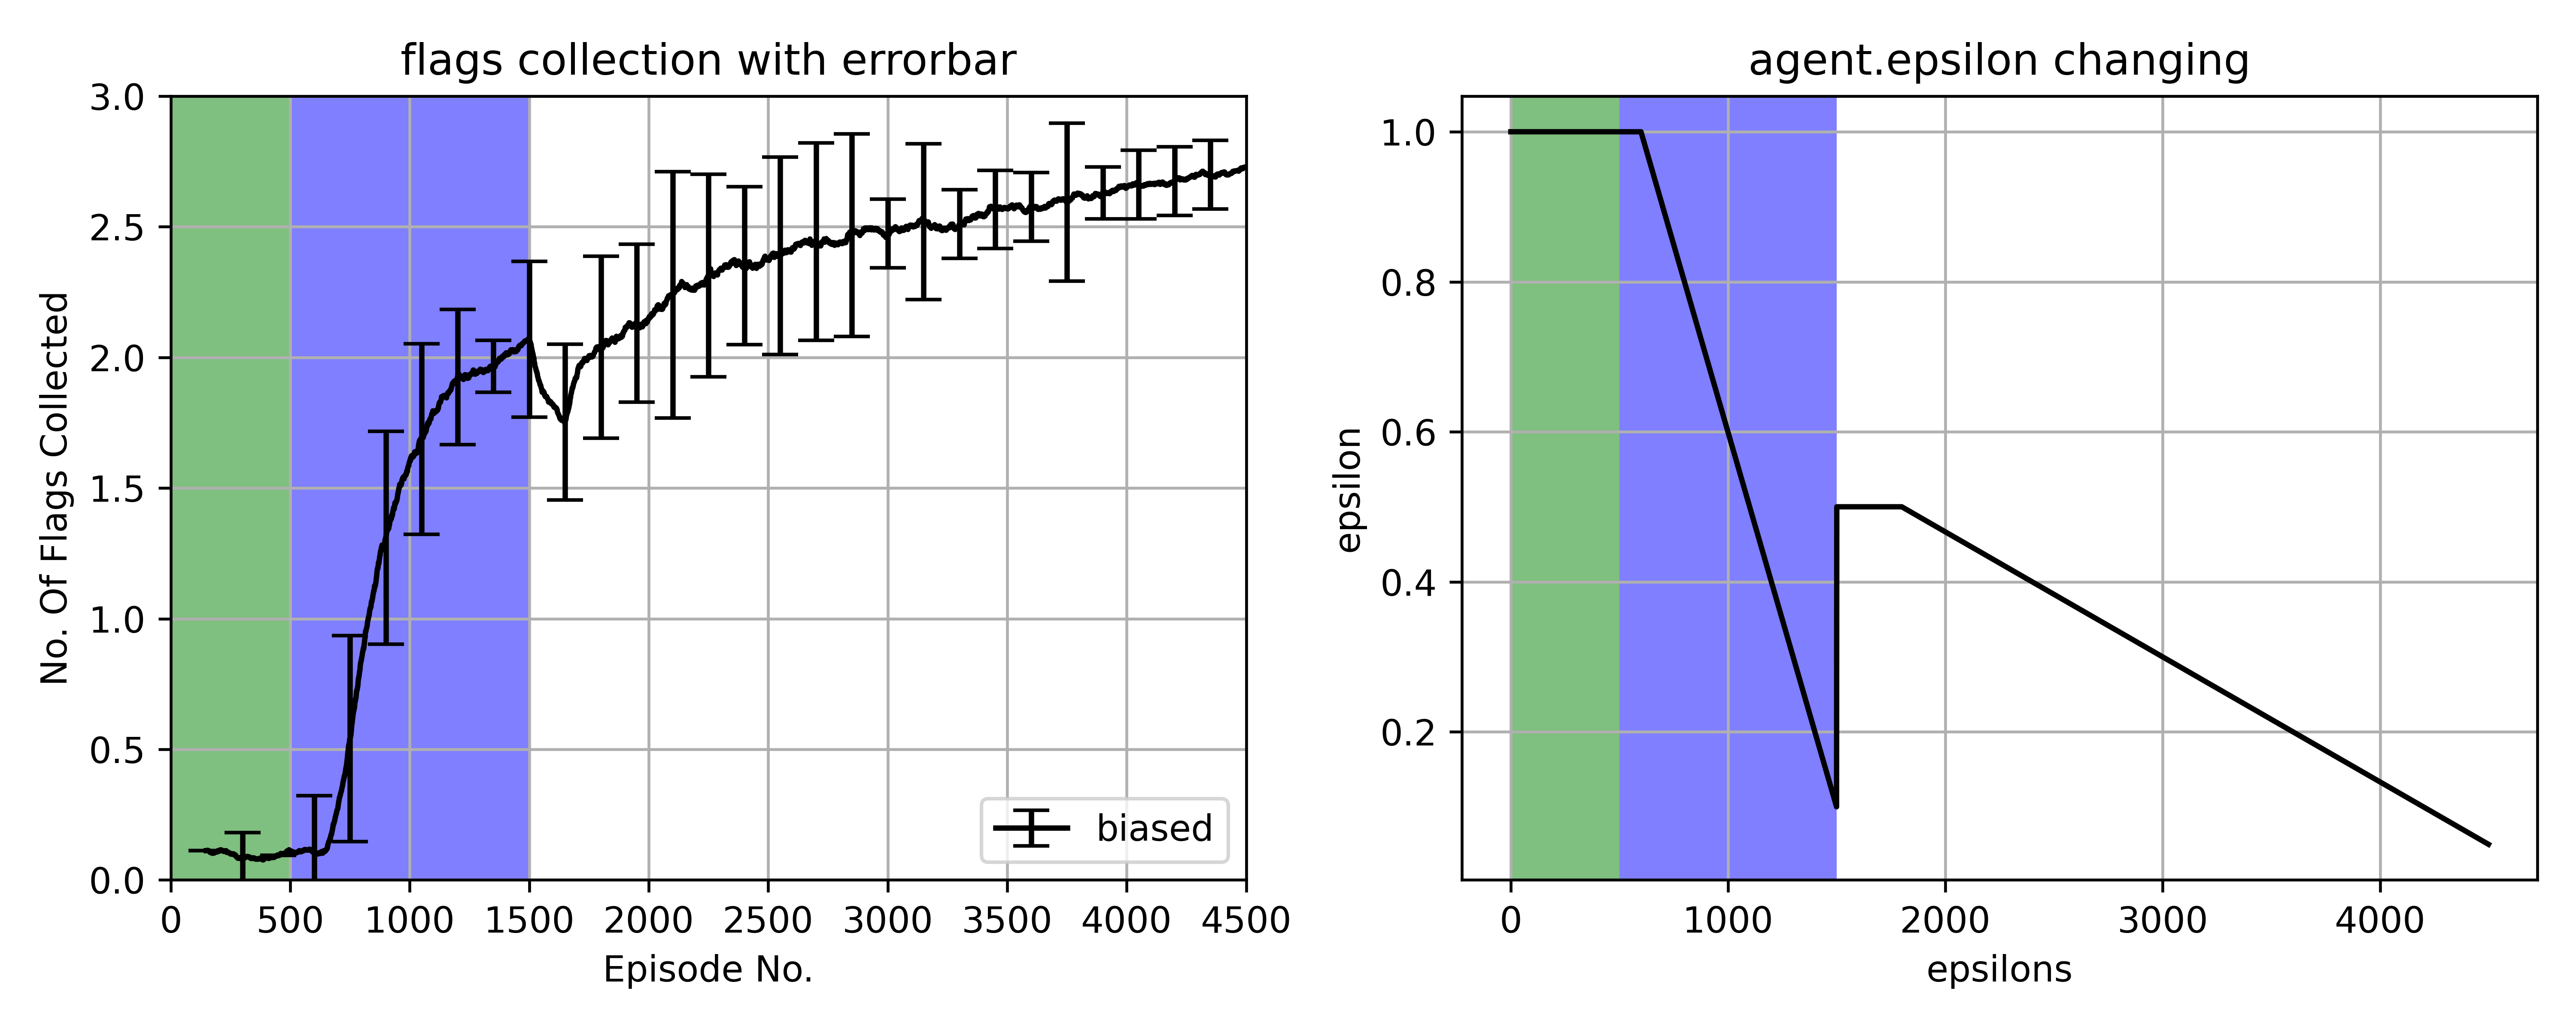 flags collection with errorbar
3.0
2.5
2.0
1.5
1.0
0.5
0.0
No. Of Flags Collected
0 500 1000 1500 2000 2500 3000 3500 4000 4500
Episode No.
biased
agent.epsilon changing
1.0
0.8
0.6
0.4
0.2
epsilon
0 1000 2000 3000 4000
epsilons